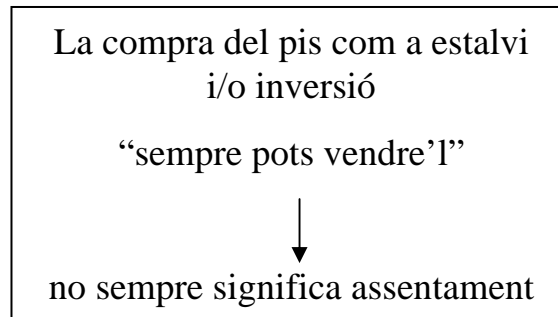 La compra del pis com a estalvi
i/o inversió
“sempre pots vendre’l”
no sempre significa assentament